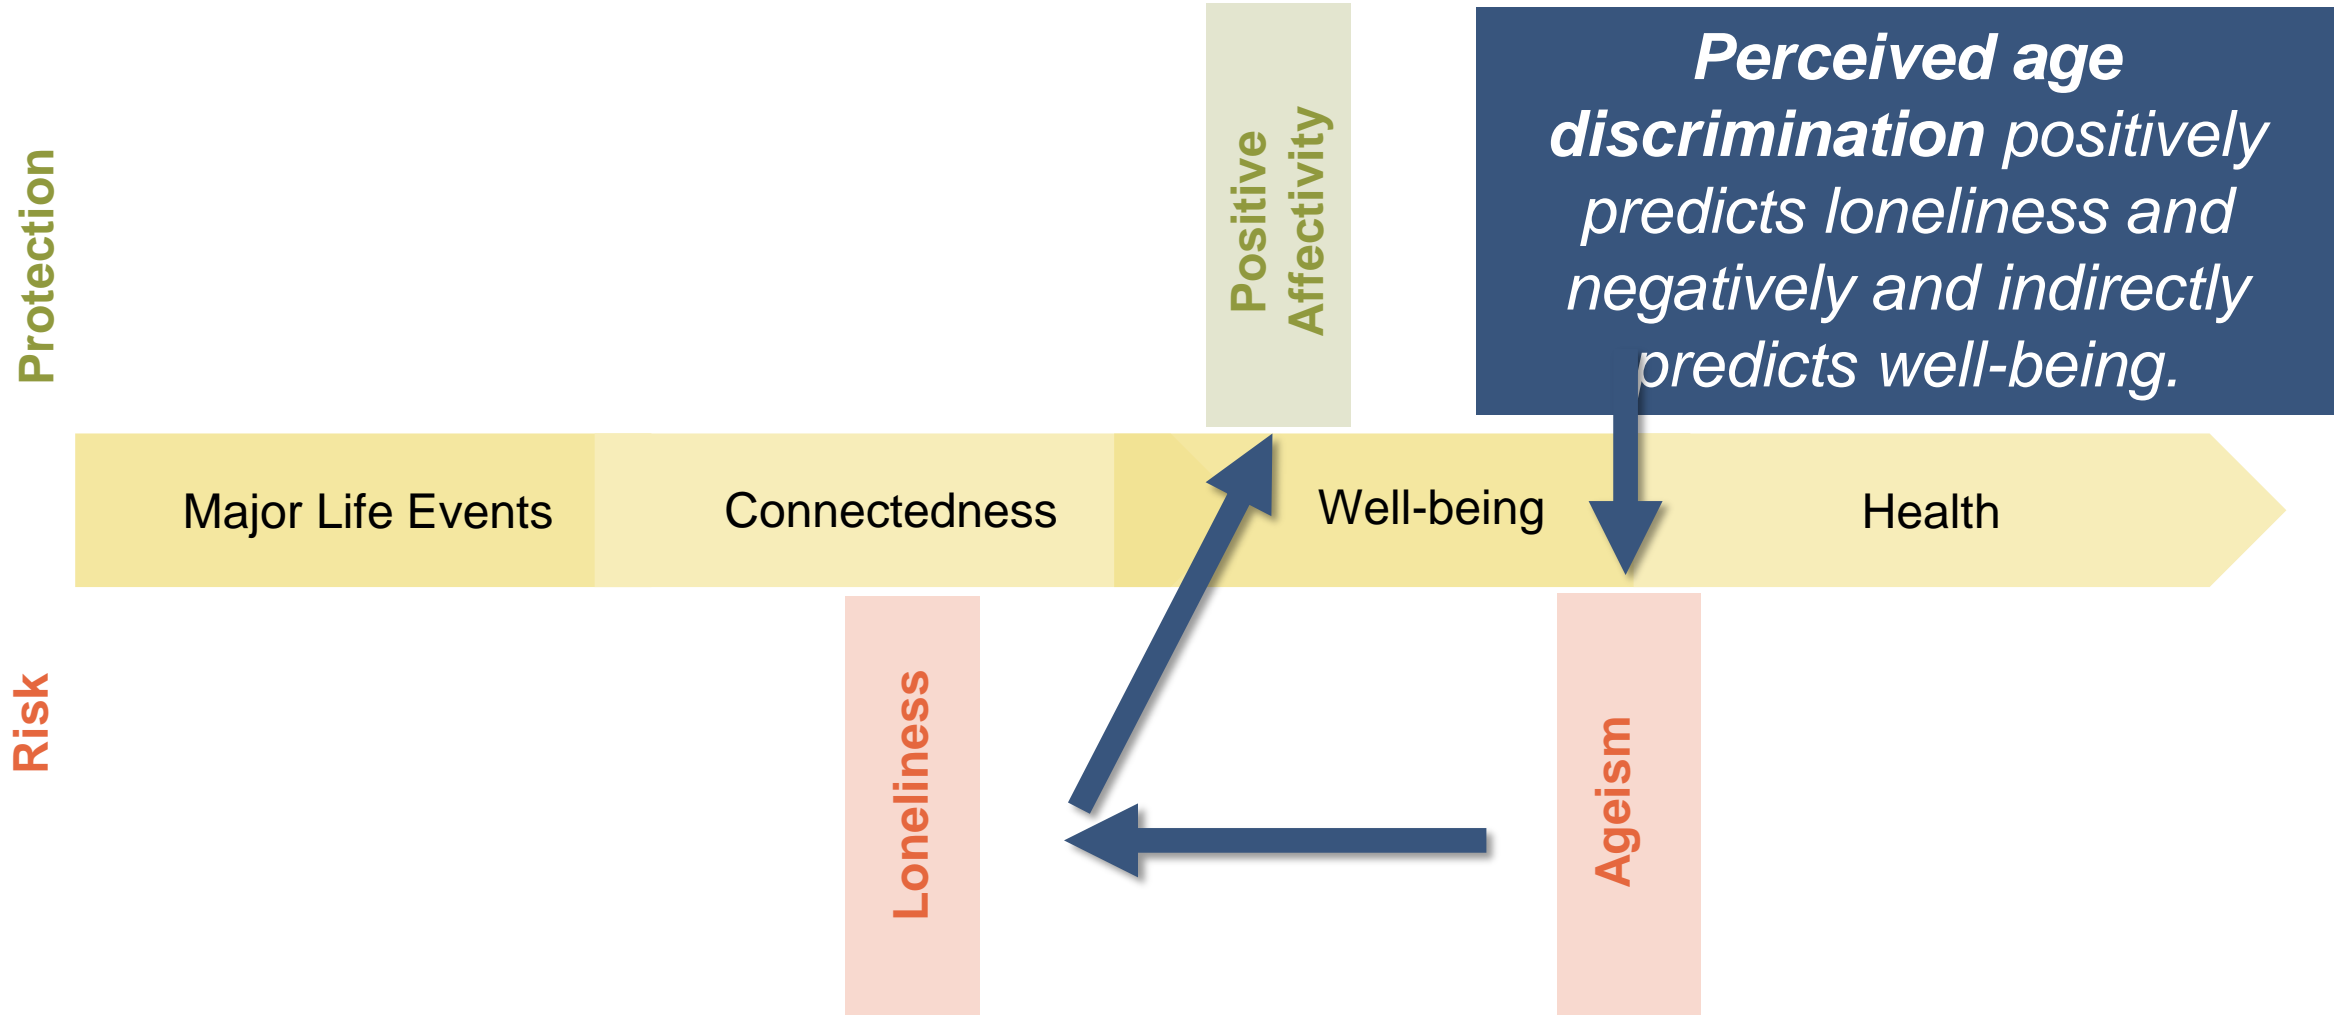 Protection
Positive
Affectivity
Perceived age
discrimination positively
predicts loneliness and
negatively and indirectly
predicts well-being.
Major Life Events
Connectedness
Well-being
Health
Risk
Loneliness
Ageism